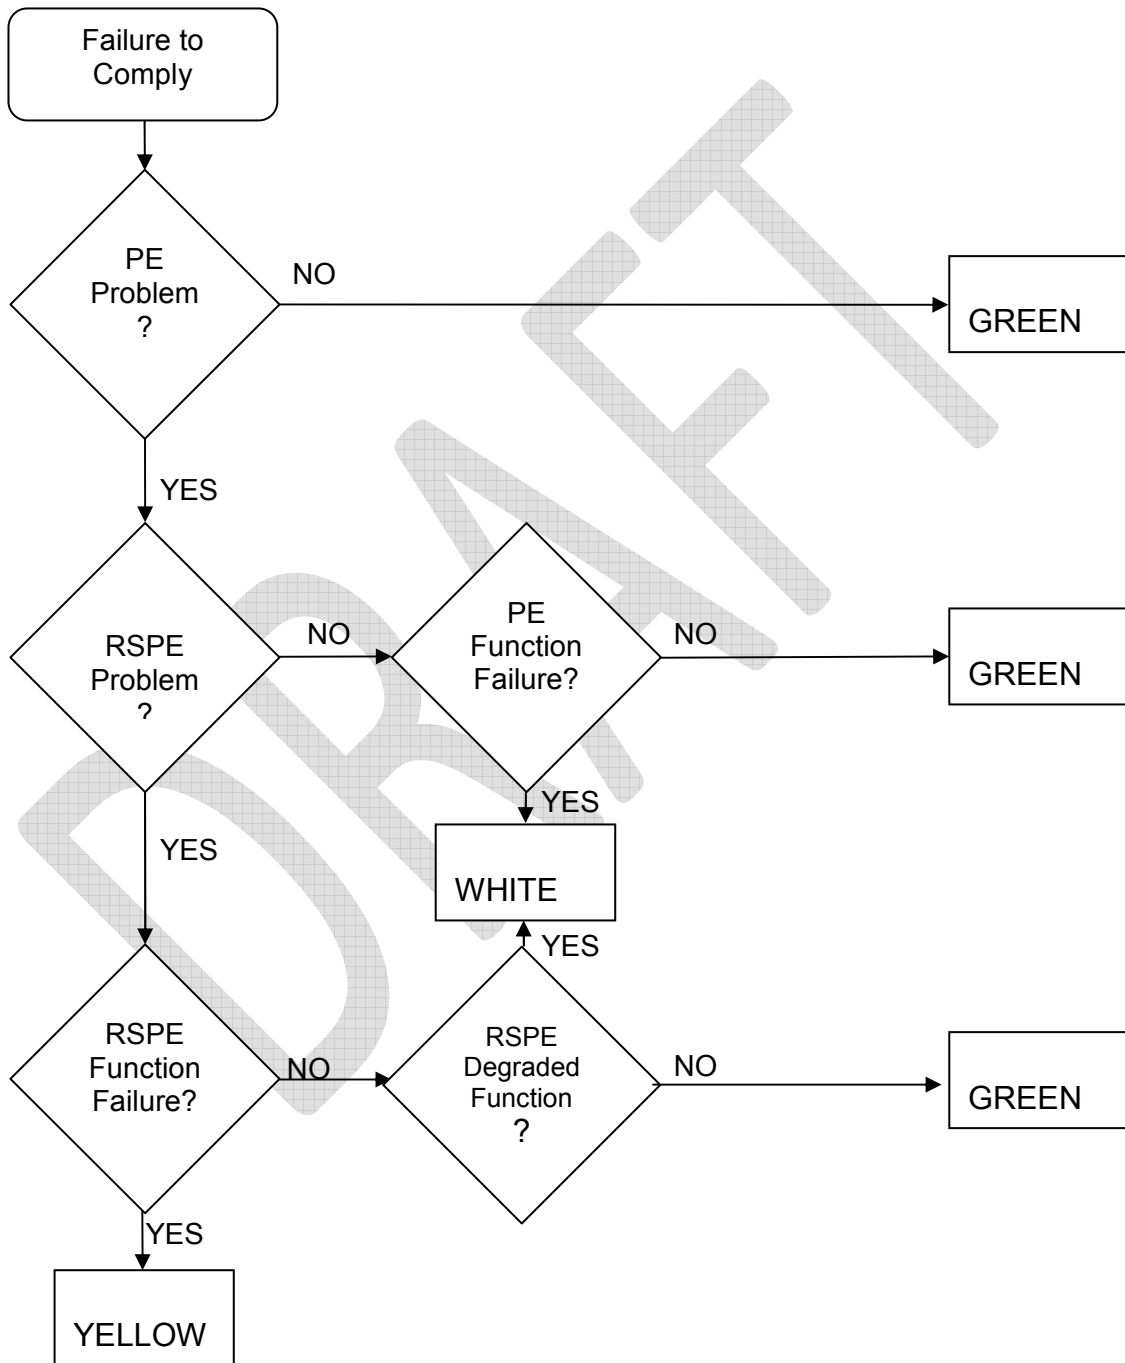 Failure to
Comply
PE
Problem
?
NO
GREEN
YES
RSPE
Problem
?
NO
PE
Function
Failure?
NO
GREEN
YES
YES
WHITE
YES
RSPE
Function
Failure?
NO
RSPE
Degraded
Function
?
NO
GREEN
YES
YELLOW
DRAFT